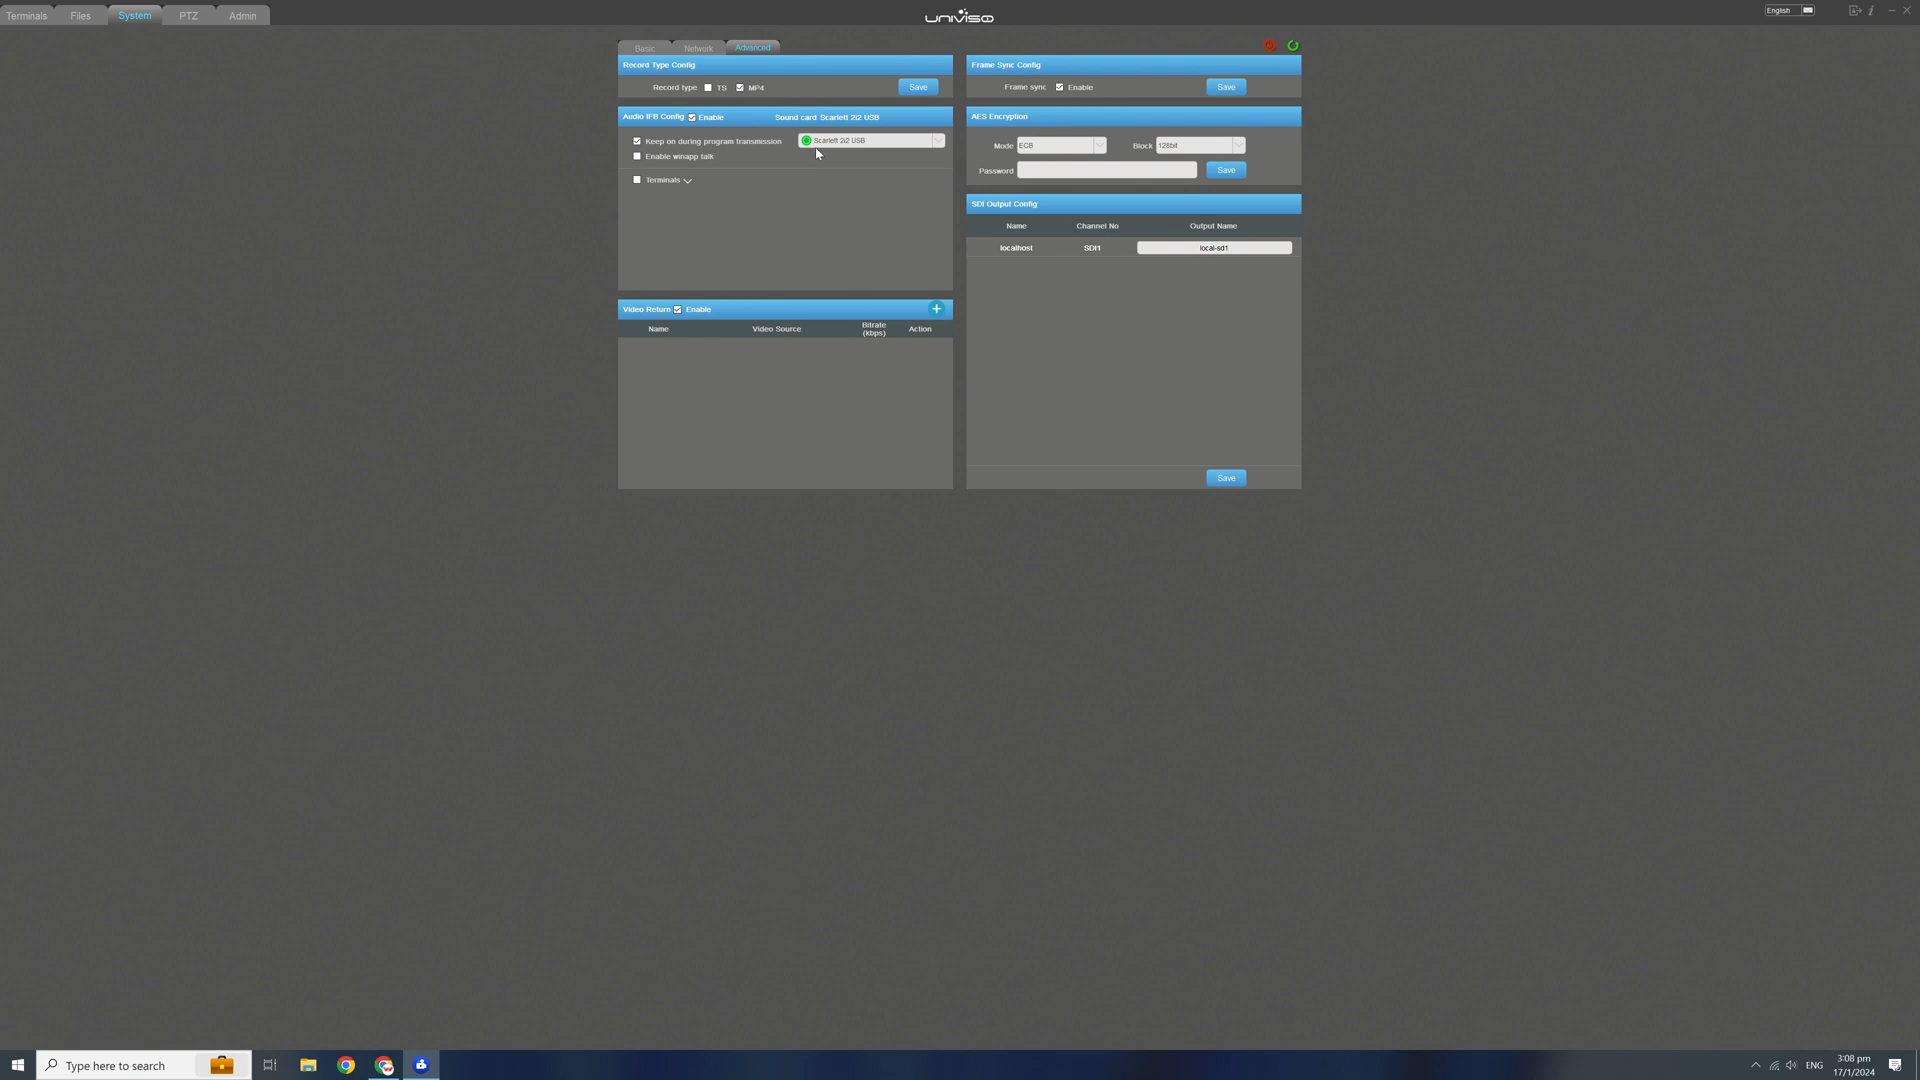 Terminals Files System PTZ Admin
UNIVISO
English
Basic Network Advanced
Record Type Config
Record type TS MP4 Save
Audio IFB Config Enable Sound card Scarlett 2i2 USB
Keep on during program transmission Scarlett 2i2 USB
Enable winapp talk
Terminals
Video Return Enable
Name Video Source Bitrate (kbps) Action
Frame Sync Config
Frame sync Enable Save
AES Encryption
Mode ECB Block 128bit
Password Save
SDI Output Config
Name Channel No Output Name
localhost SDI1 local-sd1
Save
Type here to search
ENG
3:08 pm
17/1/2024